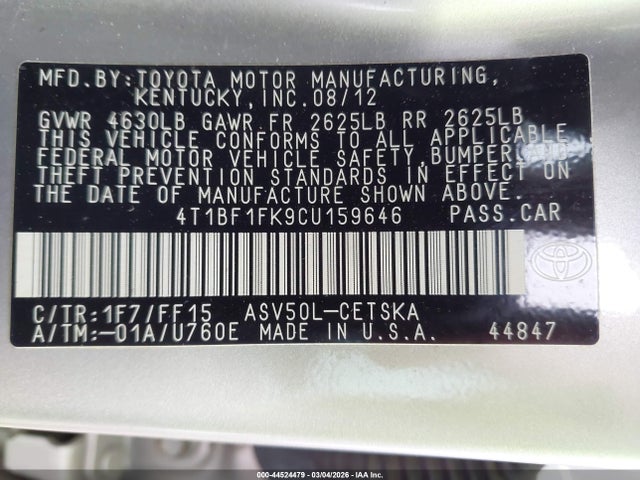 MFD.BY:TOYOTA MOTOR MANUFACTURING,
KENTUCKY,INC.08/12
GVWR 4630LB GAWR FR 2625LB RR 2625LB
THIS VEHICLE CONFORMS TO ALL APPLICABLE
FEDERAL MOTOR VEHICLE SAFETY,BUMPER,AND
THEFT PREVENTION STANDARDS IN EFFECT ON
THE DATE OF MANUFACTURE SHOWN ABOVE.
4T1BF1FK9CU159646 PASS.CAR
C/TR:1F7/FF15 ASV50L-CETSKA
A/TM:-01A/U760E MADE IN U.S.A. 44847
000-44524479 - 03/04/2026 - IAA Inc.